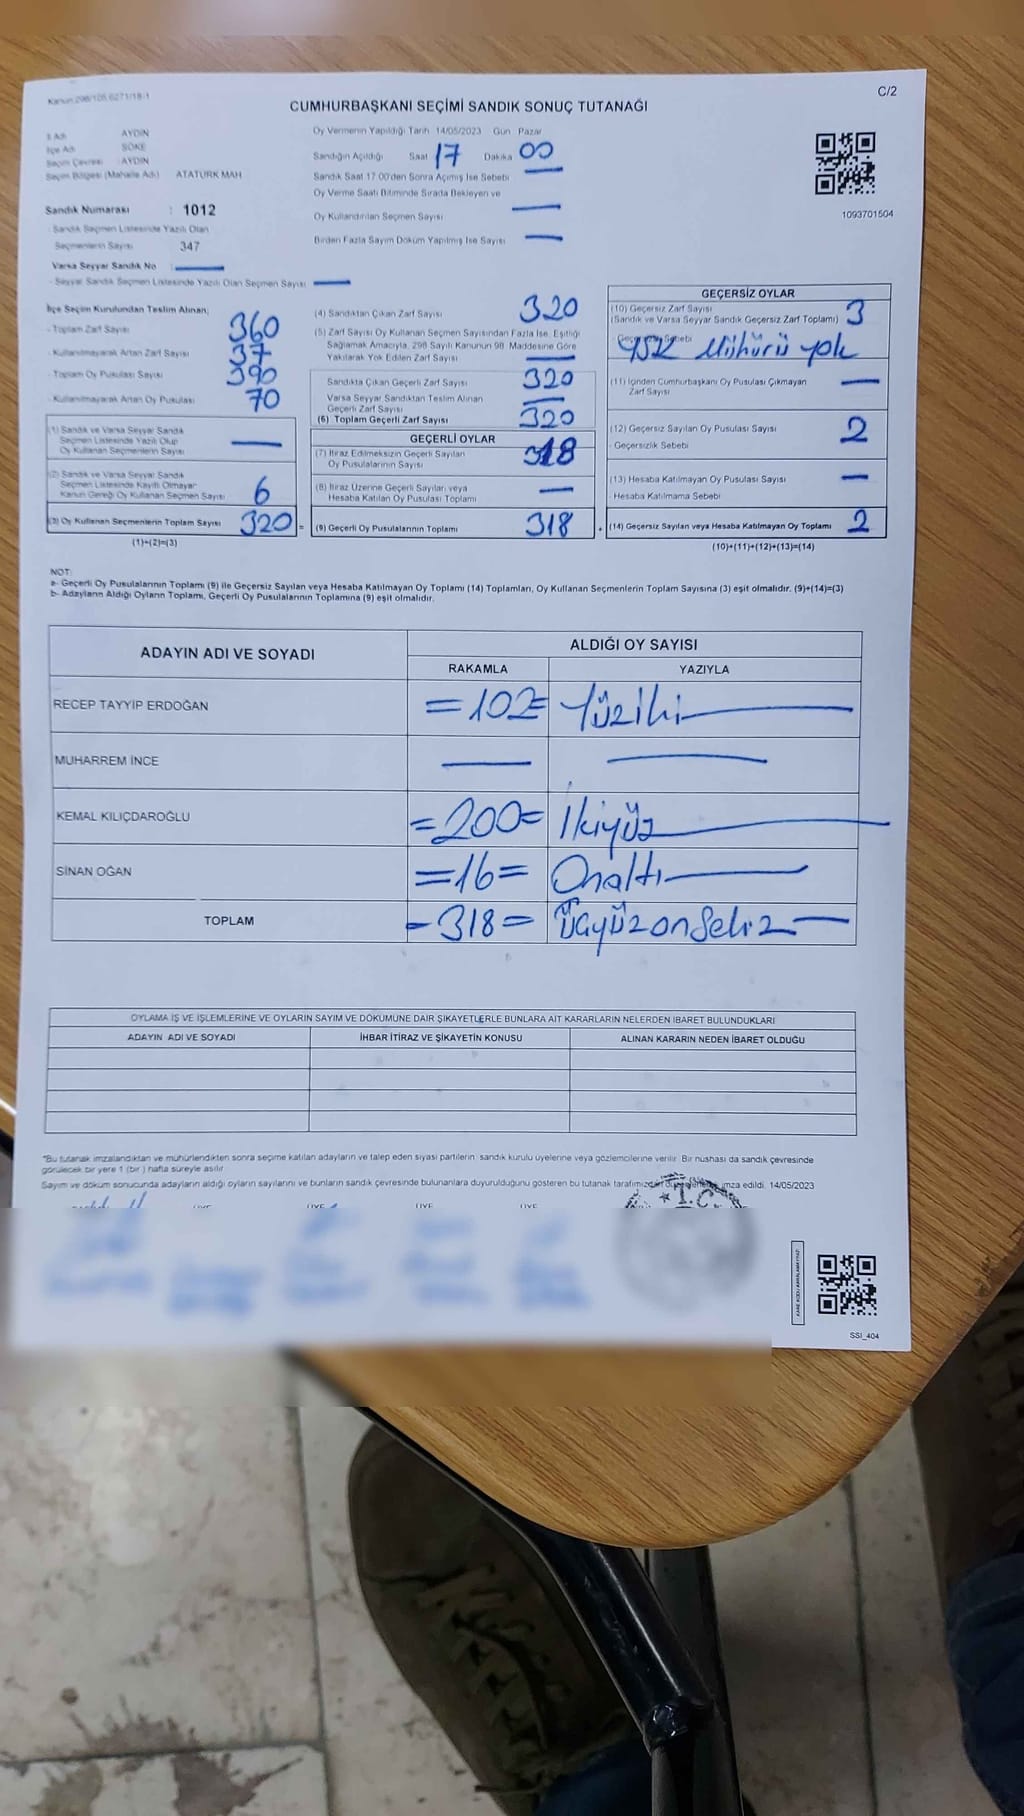 Kanun:298/105,6271/18-1
C/2
CUMHURBAŞKANI SEÇİMİ SANDIK SONUÇ TUTANAĞI
İl Adı AYDIN
İlçe Adı SÖKE
Seçim Çevresi : AYDIN
Seçim Bölgesi (Mahalle Adı) ATATÜRK MAH
Sandık Numarası : 1012
- Sandık Seçmen Listesinde Yazılı Olan
Seçmenlerin Sayısı 347
Varsa Seyyar Sandık No :
- Seyyar Sandık Seçmen Listesinde Yazılı Olan Seçmen Sayısı
Oy Vermenin Yapıldığı Tarih 14/05/2023 Gün Pazar
Sandığın Açıldığı Saat 17 Dakika 00
Sandık Saat 17.00'den Sonra Açılmış İse Sebebi
Oy Verme Saati Bitiminde Sırada Bekleyen ve
Oy Kullandırılan Seçmen Sayısı
Birden Fazla Sayım Döküm Yapılmış İse Sayısı
1093701504
İlçe Seçim Kurulundan Teslim Alınan;
- Toplam Zarf Sayısı 360
- Kullanılmayarak Artan Zarf Sayısı 37
- Toplam Oy Pusulası Sayısı 390
- Kullanılmayarak Artan Oy Pusulası 70
(1) Sandık ve Varsa Seyyar Sandık
Seçmen Listesinde Yazılı Olup
Oy Kullanan Seçmenlerin Sayısı
(2) Sandık ve Varsa Seyyar Sandık
Seçmen Listesinde Kayıtlı Olmayan
Kanun Gereği Oy Kullanan Seçmen Sayısı 6
(3) Oy Kullanan Seçmenlerin Toplam Sayısı 320 =
(1)+(2)=(3)
(4) Sandıktan Çıkan Zarf Sayısı 320
(5) Zarf Sayısı Oy Kullanan Seçmen Sayısından Fazla İse, Eşitliği
Sağlamak Amacıyla, 298 Sayılı Kanunun 98. Maddesine Göre
Yakılarak Yok Edilen Zarf Sayısı
Sandıkta Çıkan Geçerli Zarf Sayısı 320
Varsa Seyyar Sandıktan Teslim Alınan
Geçerli Zarf Sayısı
(6) Toplam Geçerli Zarf Sayısı 320
GEÇERLİ OYLAR
(7) İtiraz Edilmeksizin Geçerli Sayılan
Oy Pusulalarının Sayısı 318
(8) İtiraz Üzerine Geçerli Sayılan veya
Hesaba Katılan Oy Pusulası Toplamı
(9) Geçerli Oy Pusulalarının Toplamı 318
GEÇERSİZ OYLAR
(10) Geçersiz Zarf Sayısı 3
(Sandık ve Varsa Seyyar Sandık Geçersiz Zarf Toplamı)
- Geçersizlik Sebebi
YSK Mühürü yok
(11) İçinden Cumhurbaşkanı Oy Pusulası Çıkmayan
Zarf Sayısı
(12) Geçersiz Sayılan Oy Pusulası Sayısı 2
- Geçersizlik Sebebi
(13) Hesaba Katılmayan Oy Pusulası Sayısı
- Hesaba Katılmama Sebebi
(14) Geçersiz Sayılan veya Hesaba Katılmayan Oy Toplamı 2
(10)+(11)+(12)+(13)=(14)
NOT:
a- Geçerli Oy Pusulalarının Toplamı (9) ile Geçersiz Sayılan veya Hesaba Katılmayan Oy Toplamı (14) Toplamları, Oy Kullanan Seçmenlerin Toplam Sayısına (3) eşit olmalıdır. (9)+(14)=(3)
b- Adayların Aldığı Oyların Toplamı, Geçerli Oy Pusulalarının Toplamına (9) eşit olmalıdır.
ADAYIN ADI VE SOYADI
ALDIĞI OY SAYISI
RAKAMLA YAZIYLA
RECEP TAYYİP ERDOĞAN =102= Yüziki
MUHARREM İNCE
KEMAL KILIÇDAROĞLU =200= İkiyüz
SİNAN OĞAN =16= Onaltı
TOPLAM -318= Üçyüzonsekiz
OYLAMA İŞ VE İŞLEMLERİNE VE OYLARIN SAYIM VE DÖKÜMÜNE DAİR ŞİKAYETLERLE BUNLARA AİT KARARLARIN NELERDEN İBARET BULUNDUKLARI
ADAYIN ADI VE SOYADI İHBAR İTİRAZ VE ŞİKAYETİN KONUSU ALINAN KARARIN NEDEN İBARET OLDUĞU
*Bu tutanak imzalandıktan ve mühürlendikten sonra seçime katılan adayların ve talep eden siyasi partilerin sandık kurulu üyelerine veya gözlemcilerine verilir. Bir nüshası da sandık çevresinde
görülecek bir yere 1 (bir) hafta süreyle asılır.
Sayım ve döküm sonucunda adayların aldığı oyların sayılarını ve bunların sandık çevresinde bulunanlara duyurulduğunu gösteren bu tutanak tarafımızdan düzenlenerek imza edildi. 14/05/2023
ÜYE ÜYE ÜYE ÜYE
T.C.
SSI_404